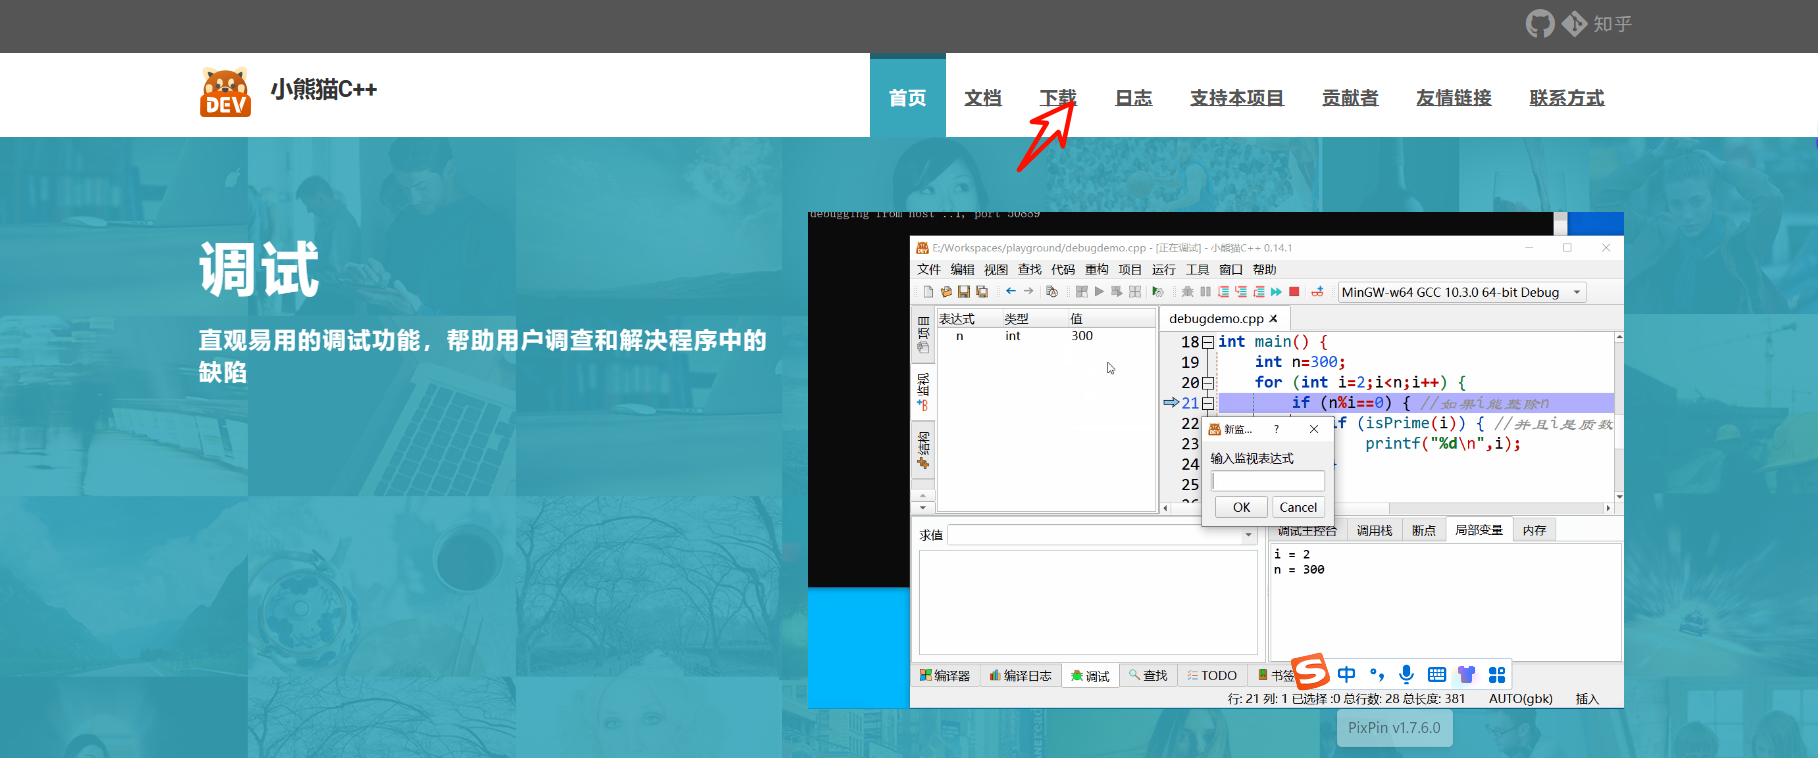 知乎
DEV
小熊猫C++
首页 文档 下载 日志 支持本项目 贡献者 友情链接 联系方式
调试
直观易用的调试功能，帮助用户调查和解决程序中的
缺陷
debugging from host ::1, port 50889
E:/Workspaces/playground/debugdemo.cpp - [正在调试] - 小熊猫C++ 0.14.1
文件 编辑 视图 查找 代码 重构 项目 运行 工具 窗口 帮助
MinGW-w64 GCC 10.3.0 64-bit Debug
项目
监视
结构
表达式 类型 值
n int 300
debugdemo.cpp
18 int main() {
19 int n=300;
20 for (int i=2;i<n;i++) {
21 if (n%i==0) { //如果i能整除n
22 if (isPrime(i)) { //并且i是质数
23 printf("%d\n",i);
24
25
新监... ?
输入监视表达式
OK Cancel
求值
调试主控台 调用栈 断点 局部变量 内存
i = 2
n = 300
编译器 编译日志 调试 查找 TODO 书签
中
行: 21 列: 1 已选择 :0 总行数: 28 总长度: 381 AUTO(gbk) 插入
PixPin v1.7.6.0